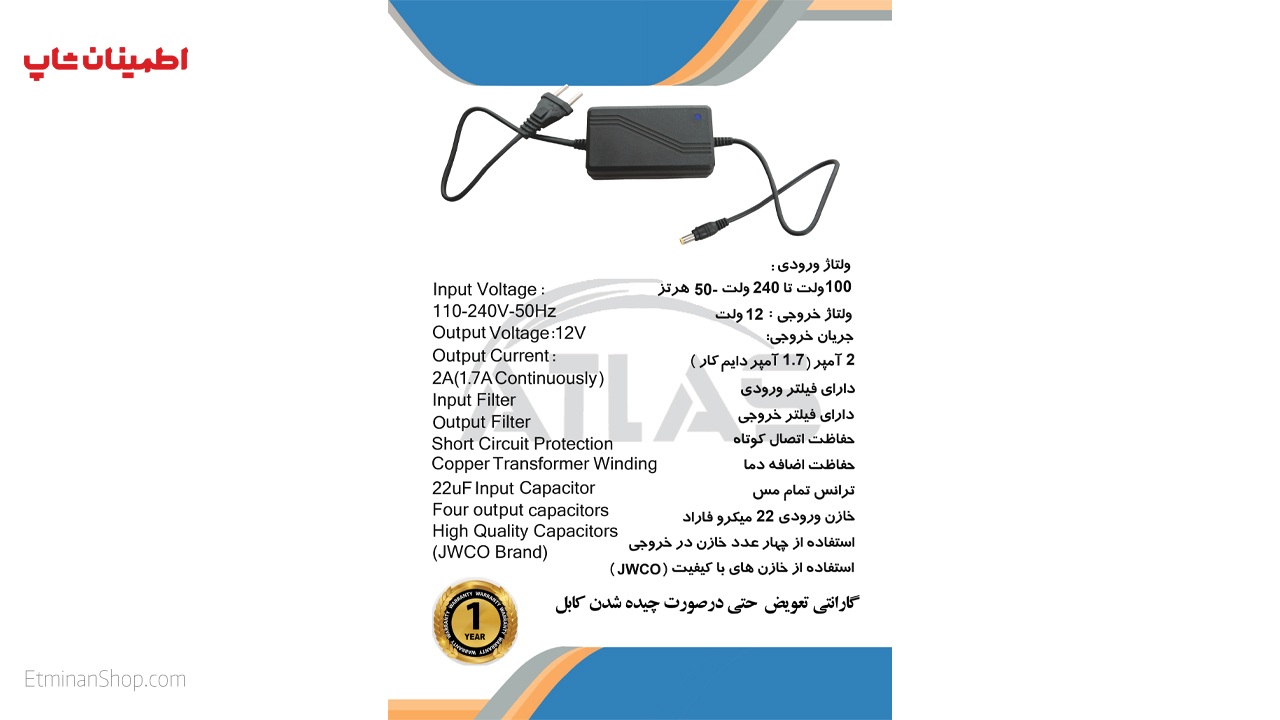 اطمینان شاپ
Input Voltage :
110-240V-50Hz
Output Voltage:12V
Output Current :
2A(1.7A Continuously)
Input Filter
Output Filter
Short Circuit Protection
Copper Transformer Winding
22uF Input Capacitor
Four output capacitors
High Quality Capacitors
(JWCO Brand)
ولتاژ ورودی :
100ولت تا 240 ولت -50 هرتز
ولتاژ خروجی : 12 ولت
جریان خروجی:
2 آمپر (1.7 آمپر دایم کار )
دارای فیلتر ورودی
دارای فیلتر خروجی
حفاظت اتصال کوتاه
حفاظت اضافه دما
ترانس تمام مس
خازن ورودی 22 میکرو فاراد
استفاده از چهار عدد خازن در خروجی
استفاده از خازن های با کیفیت (JWCO )
ATLAS
گارانتی تعویض حتی درصورت چیده شدن کابل
WARRANTY WARRANTY WARRANTY WARRANTY WARRANTY
1
YEAR
EtminanShop.com